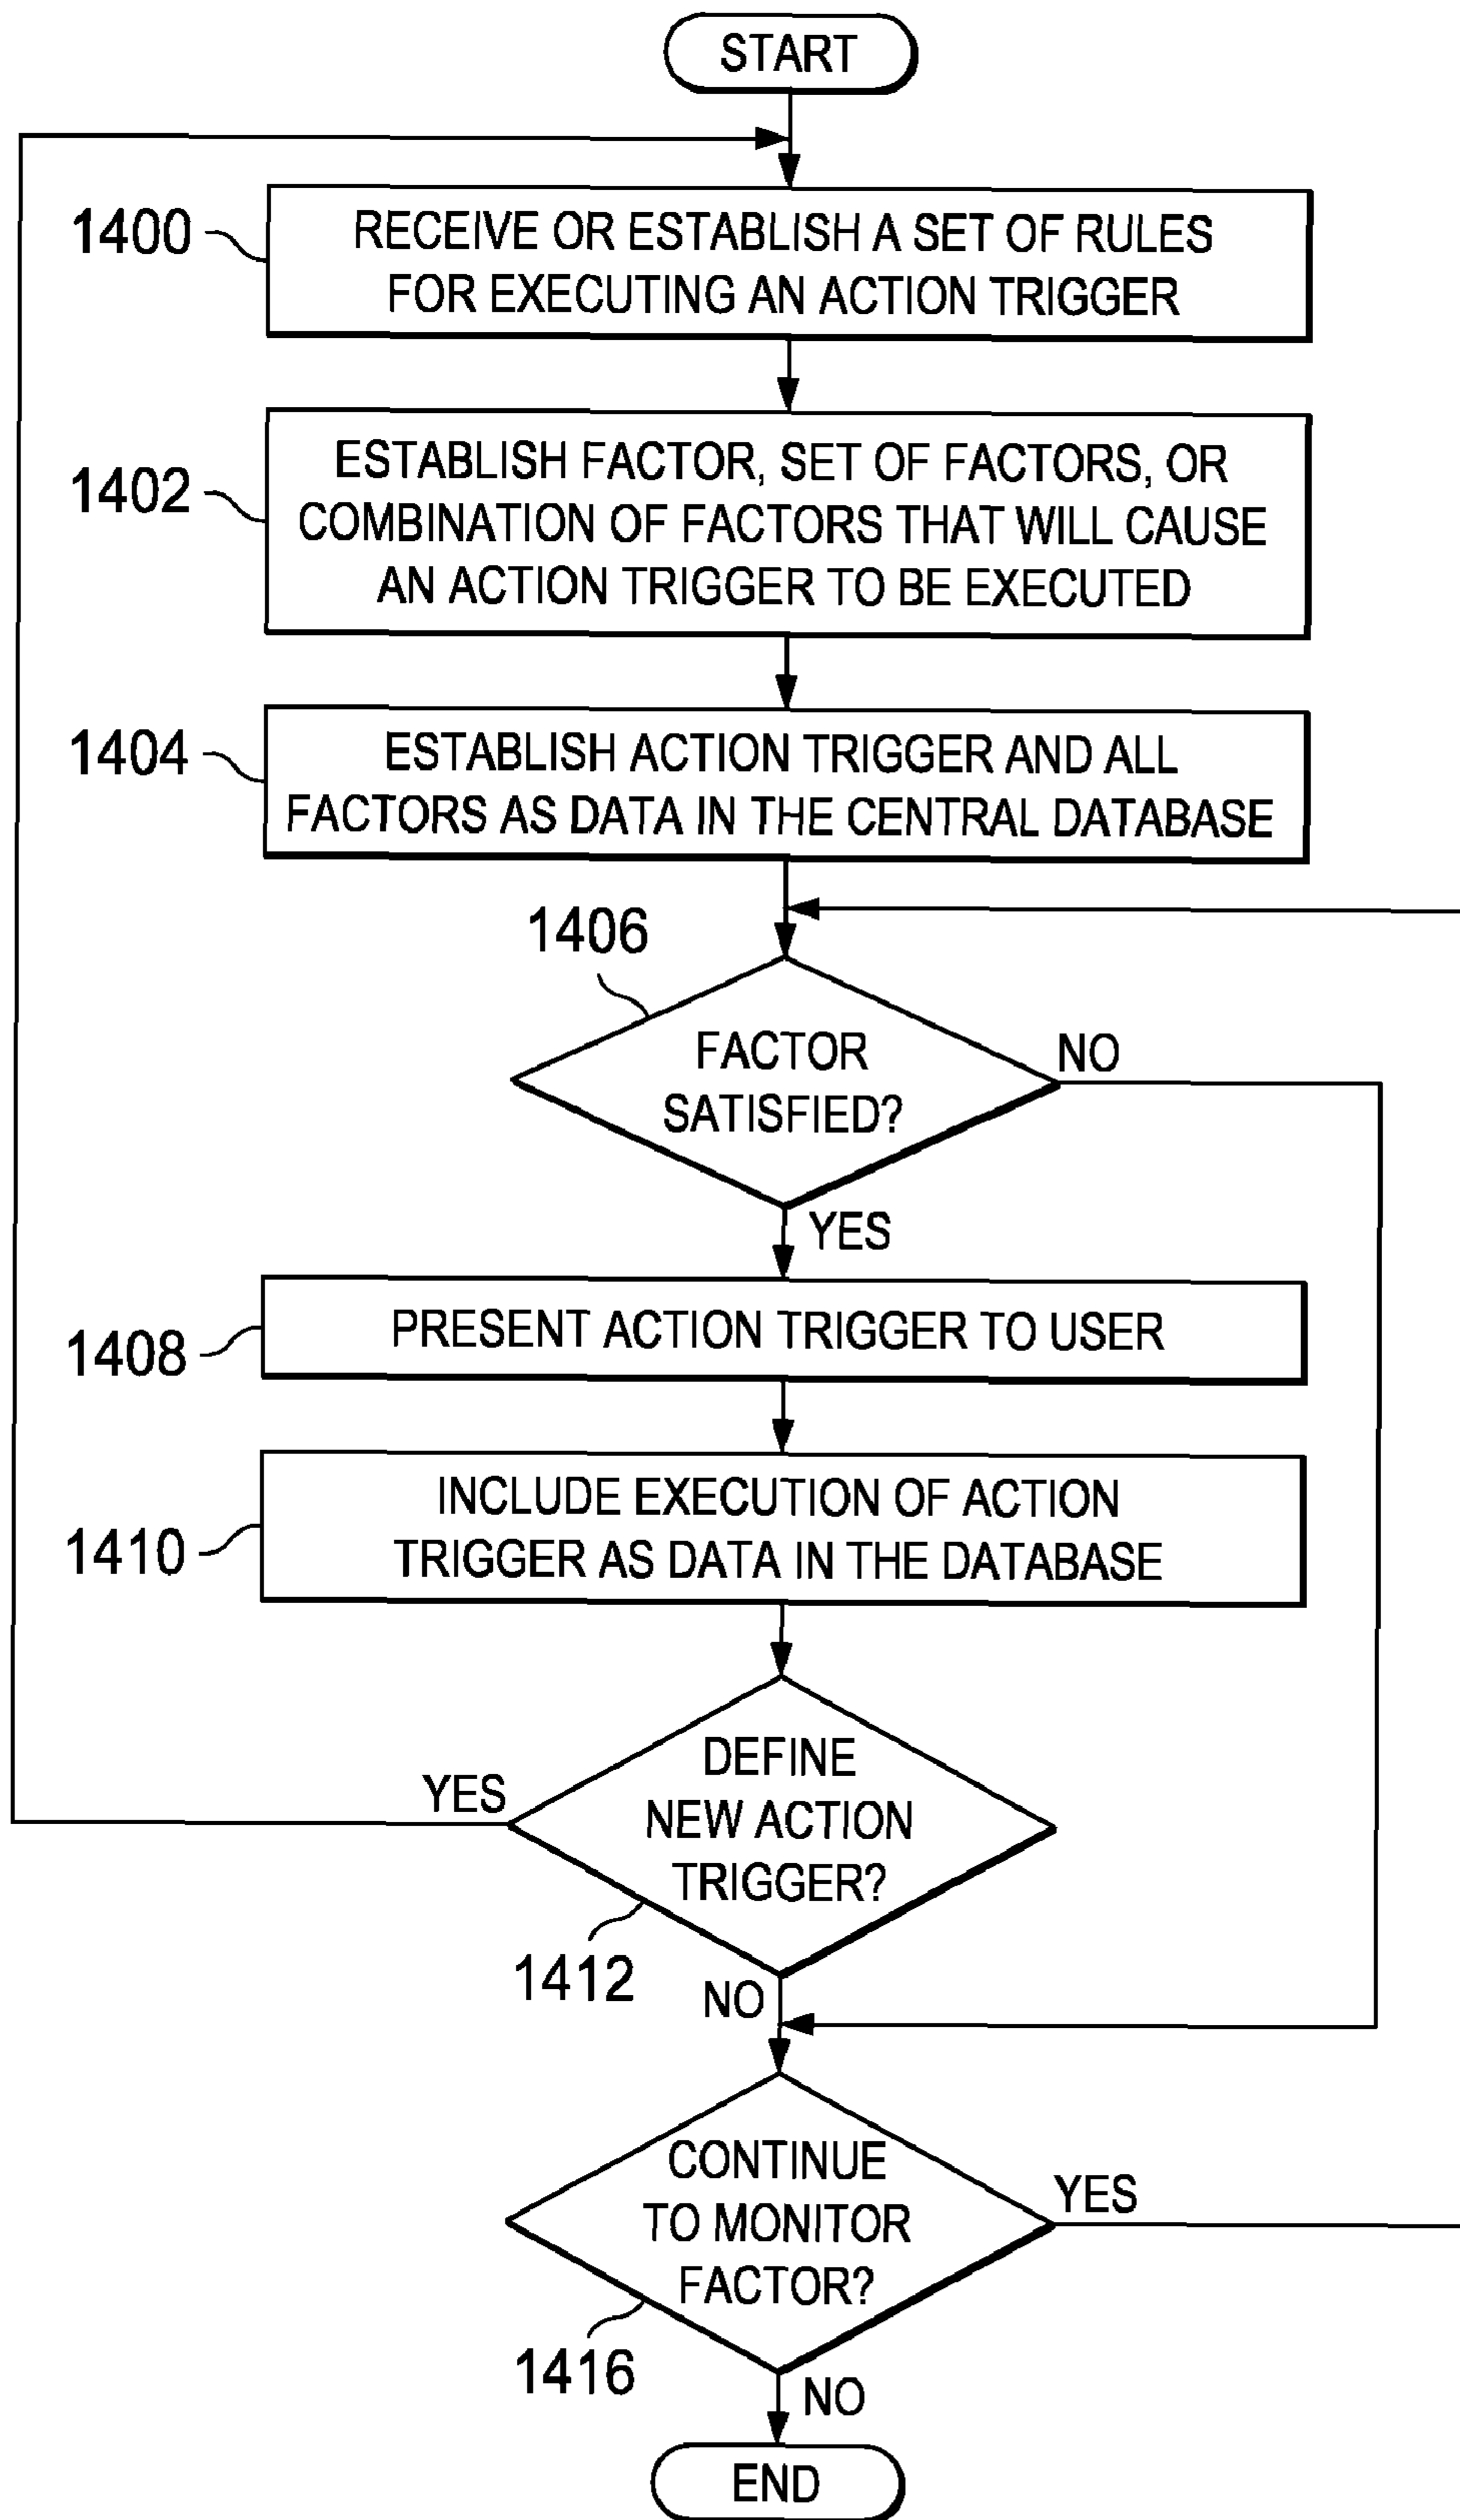 START
1400
RECEIVE OR ESTABLISH A SET OF RULES
FOR EXECUTING AN ACTION TRIGGER
1402
ESTABLISH FACTOR, SET OF FACTORS, OR
COMBINATION OF FACTORS THAT WILL CAUSE
AN ACTION TRIGGER TO BE EXECUTED
1404
ESTABLISH ACTION TRIGGER AND ALL
FACTORS AS DATA IN THE CENTRAL DATABASE
1406
FACTOR
SATISFIED?
NO
YES
1408
PRESENT ACTION TRIGGER TO USER
1410
INCLUDE EXECUTION OF ACTION
TRIGGER AS DATA IN THE DATABASE
DEFINE
NEW ACTION
TRIGGER?
YES
1412
NO
CONTINUE
TO MONITOR
FACTOR?
YES
1416
NO
END